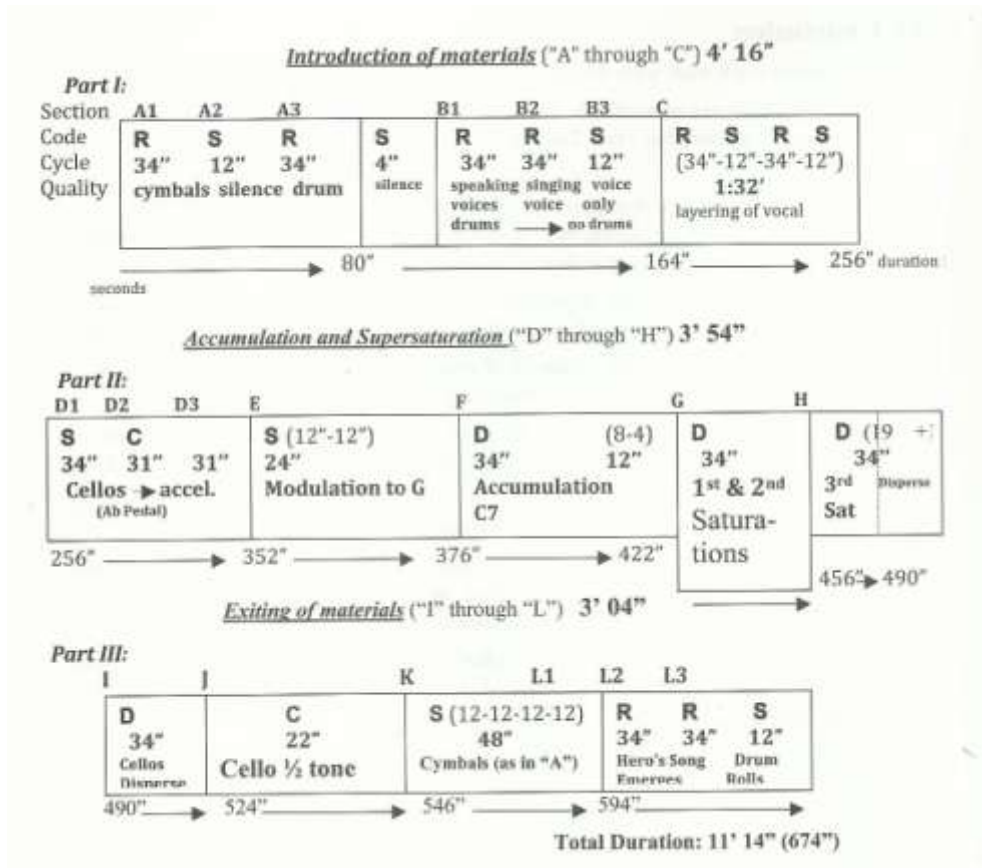 Introduction of materials ("A" through "C") 4' 16"
Part I:
Section A1 A2 A3 B1 B2 B3 C
Code R S R S R R S R S R S
Cycle 34" 12" 34" 4" 34" 34" 12" (34"-12"-34"-12")
Quality cymbals silence drum silence speaking singing voice 1:32'
voices voice only layering of vocal
drums no drums
80" 164" 256" duration
seconds
Accumulation and Supersaturation ("D" through "H") 3' 54"
Part II:
D1 D2 D3 E F G H
S C S (12"-12") D (8-4) D D (19 +
34" 31" 31" 24" 34" 12" 34" 34"
Cellos accel. Modulation to G Accumulation 1st & 2nd 3rd Disperse
(Ab Pedal) C7 Satura- Sat
tions
256" 352" 376" 422" 456" 490"
Exiting of materials ("I" through "L") 3' 04"
Part III:
I J K L1 L2 L3
D C S (12-12-12-12) R R S
34" 22" 48" 34" 34" 12"
Cellos Cello ½ tone Cymbals (as in "A") Hero's Song Drum
Disperse Emerges Rolls
490" 524" 546" 594"
Total Duration: 11' 14" (674")